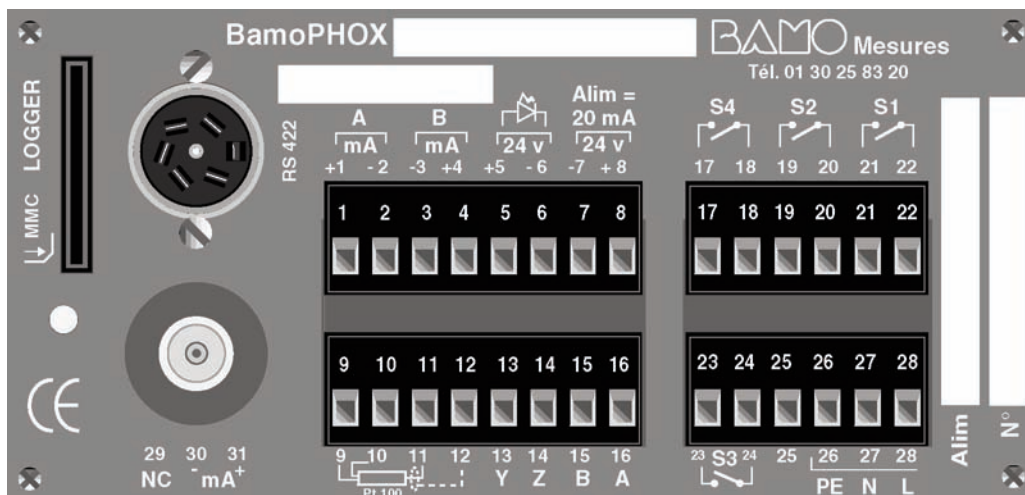 BamoPHOX
BAMO Mesures
Tél. 01 30 25 83 20
MMC LOGGER
RS 422
A
mA
B
mA
24 v
Alim =
20 mA
24 v
S4
S2
S1
+1 -2 -3 +4 +5 -6 -7 +8
17 18 19 20 21 22
1 2 3 4 5 6 7 8
17 18 19 20 21 22
9 10 11 12 13 14 15 16
23 24 25 26 27 28
CE
29 30 31
NC - mA +
9 10 11 12 13 14 15 16
Pt 100
Y Z B A
23 S3 24 25 26 27 28
PE N L
Alim
N°